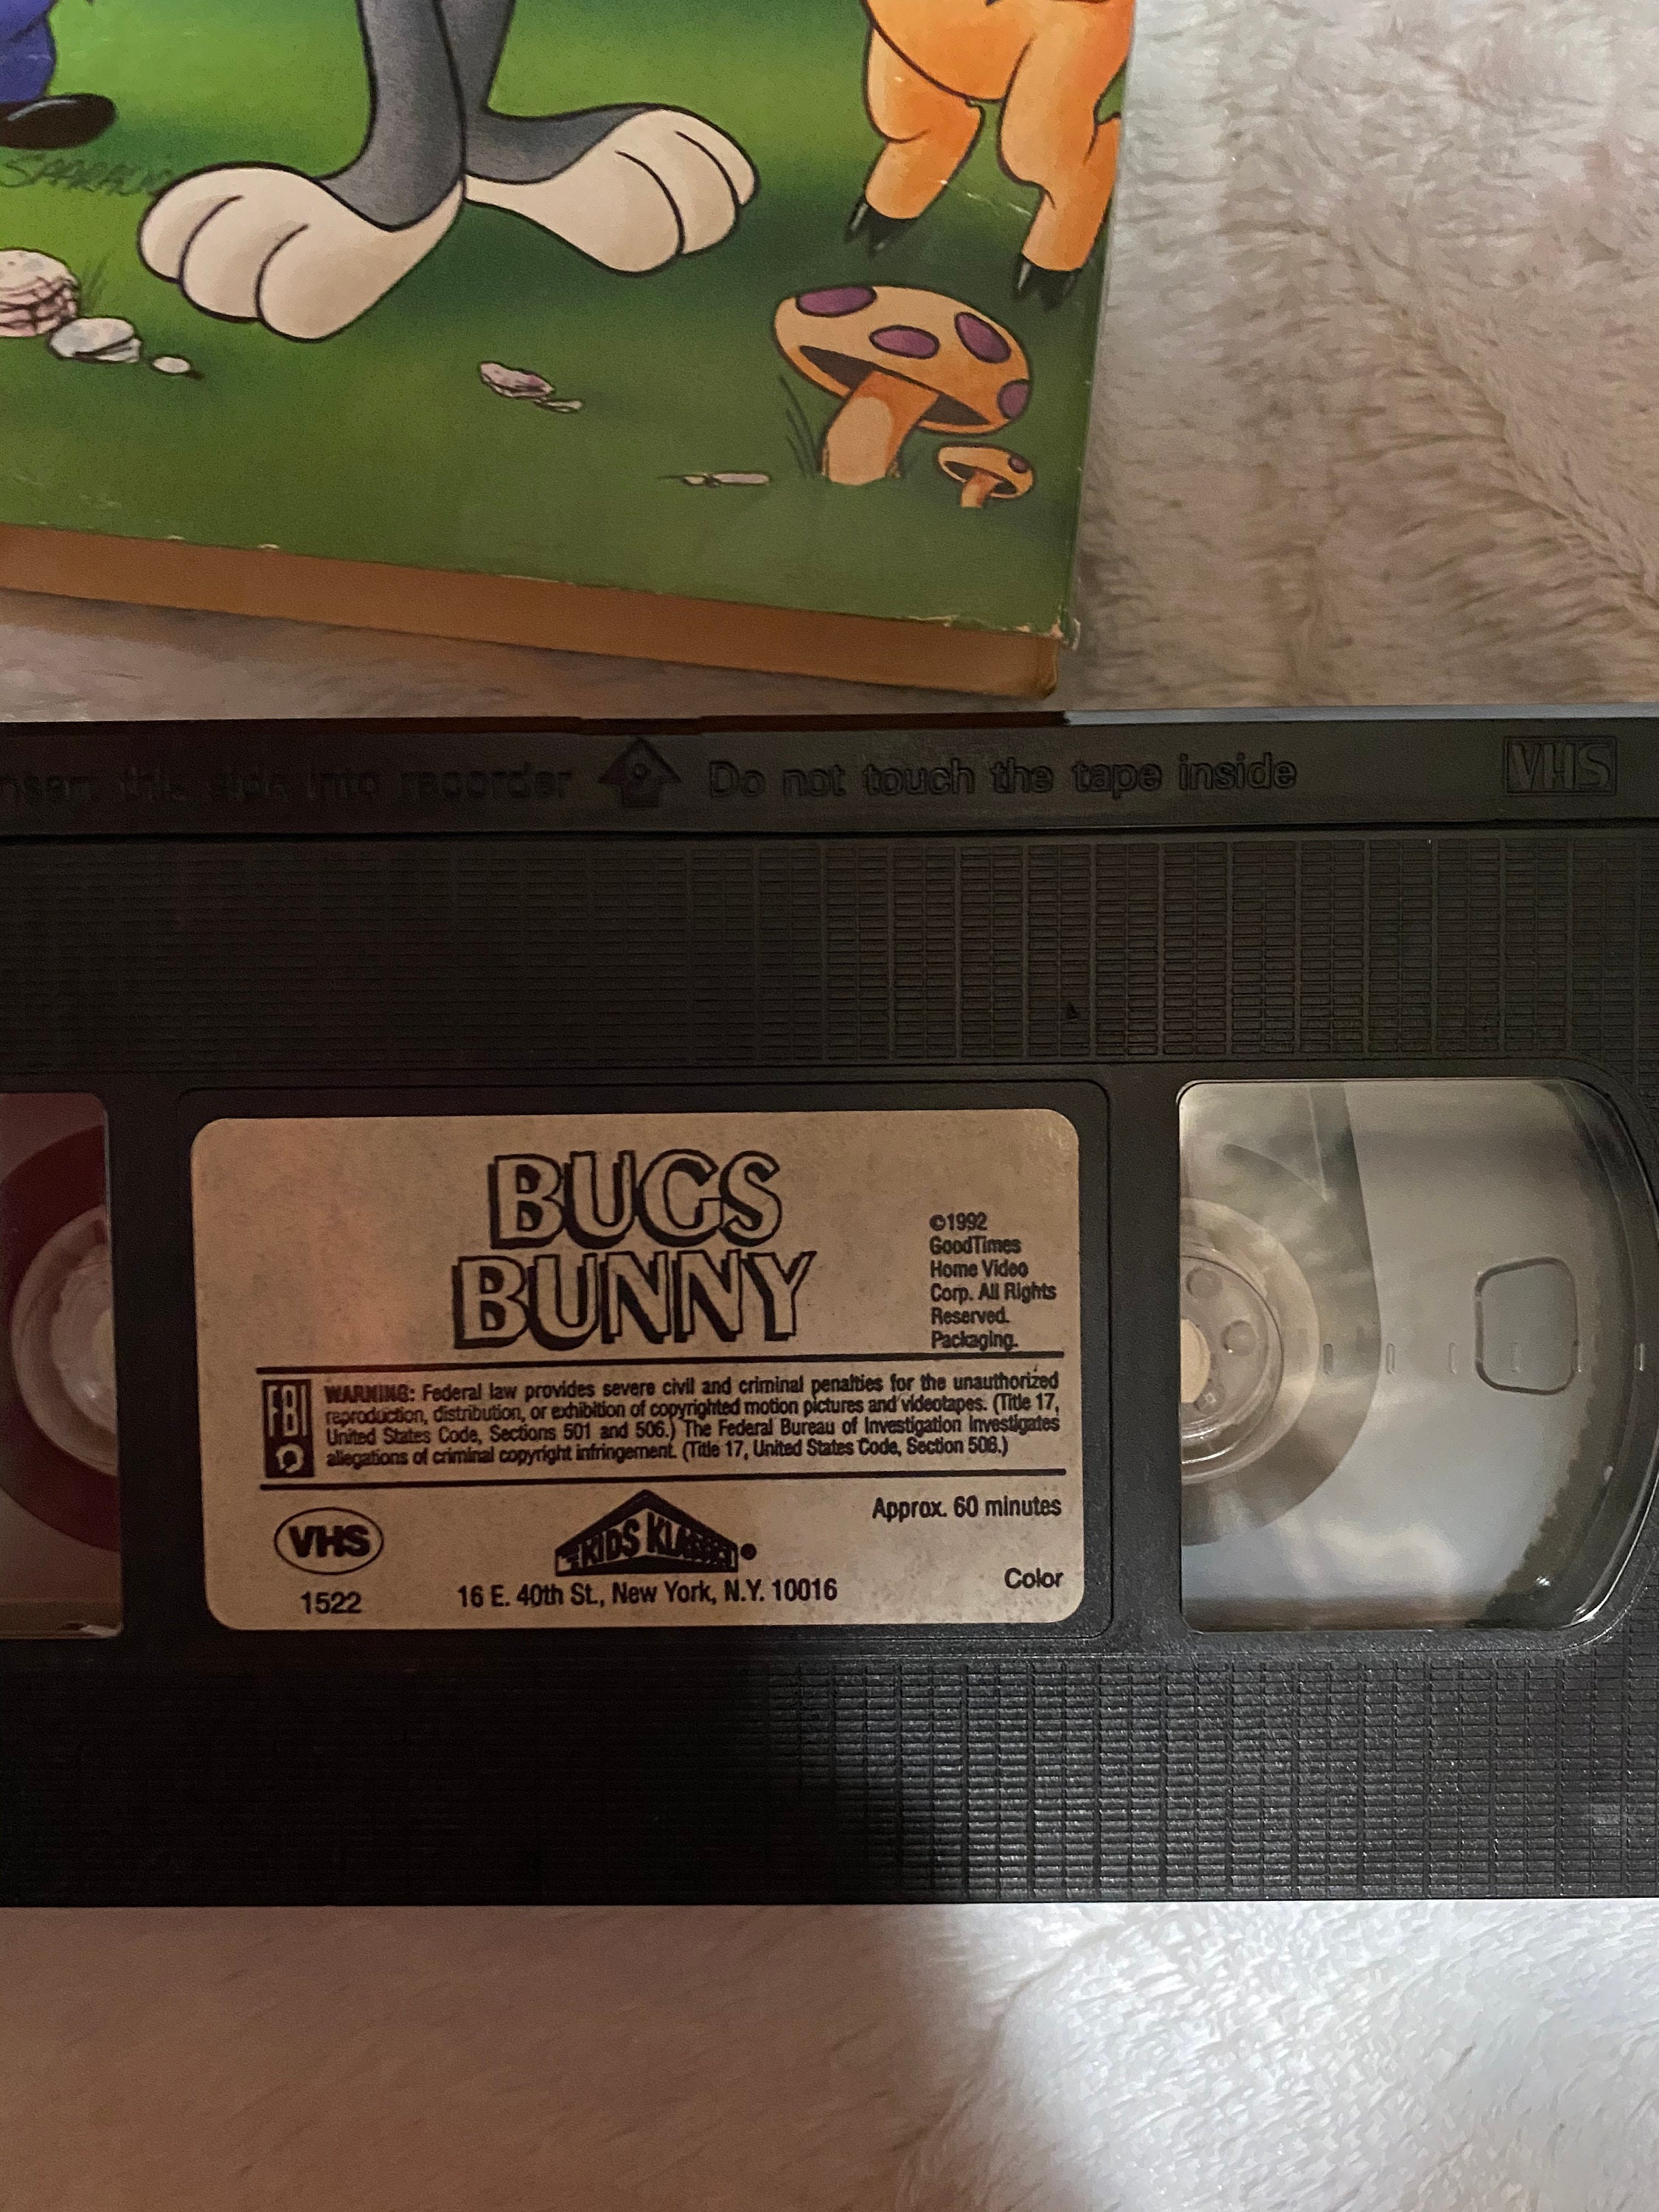 this side into recorder Do not touch the tape inside VHS
BUGS
BUNNY
©1992
GoodTimes
Home Video
Corp. All Rights
Reserved.
Packaging.
FBI
WARNING: Federal law provides severe civil and criminal penalties for the unauthorized
reproduction, distribution, or exhibition of copyrighted motion pictures and videotapes. (Title 17,
United States Code, Sections 501 and 506.) The Federal Bureau of Investigation investigates
allegations of criminal copyright infringement. (Title 17, United States Code, Section 506.)
VHS
1522
KIDS KLASSICS
16 E. 40th St., New York, N.Y. 10016
Approx. 60 minutes
Color